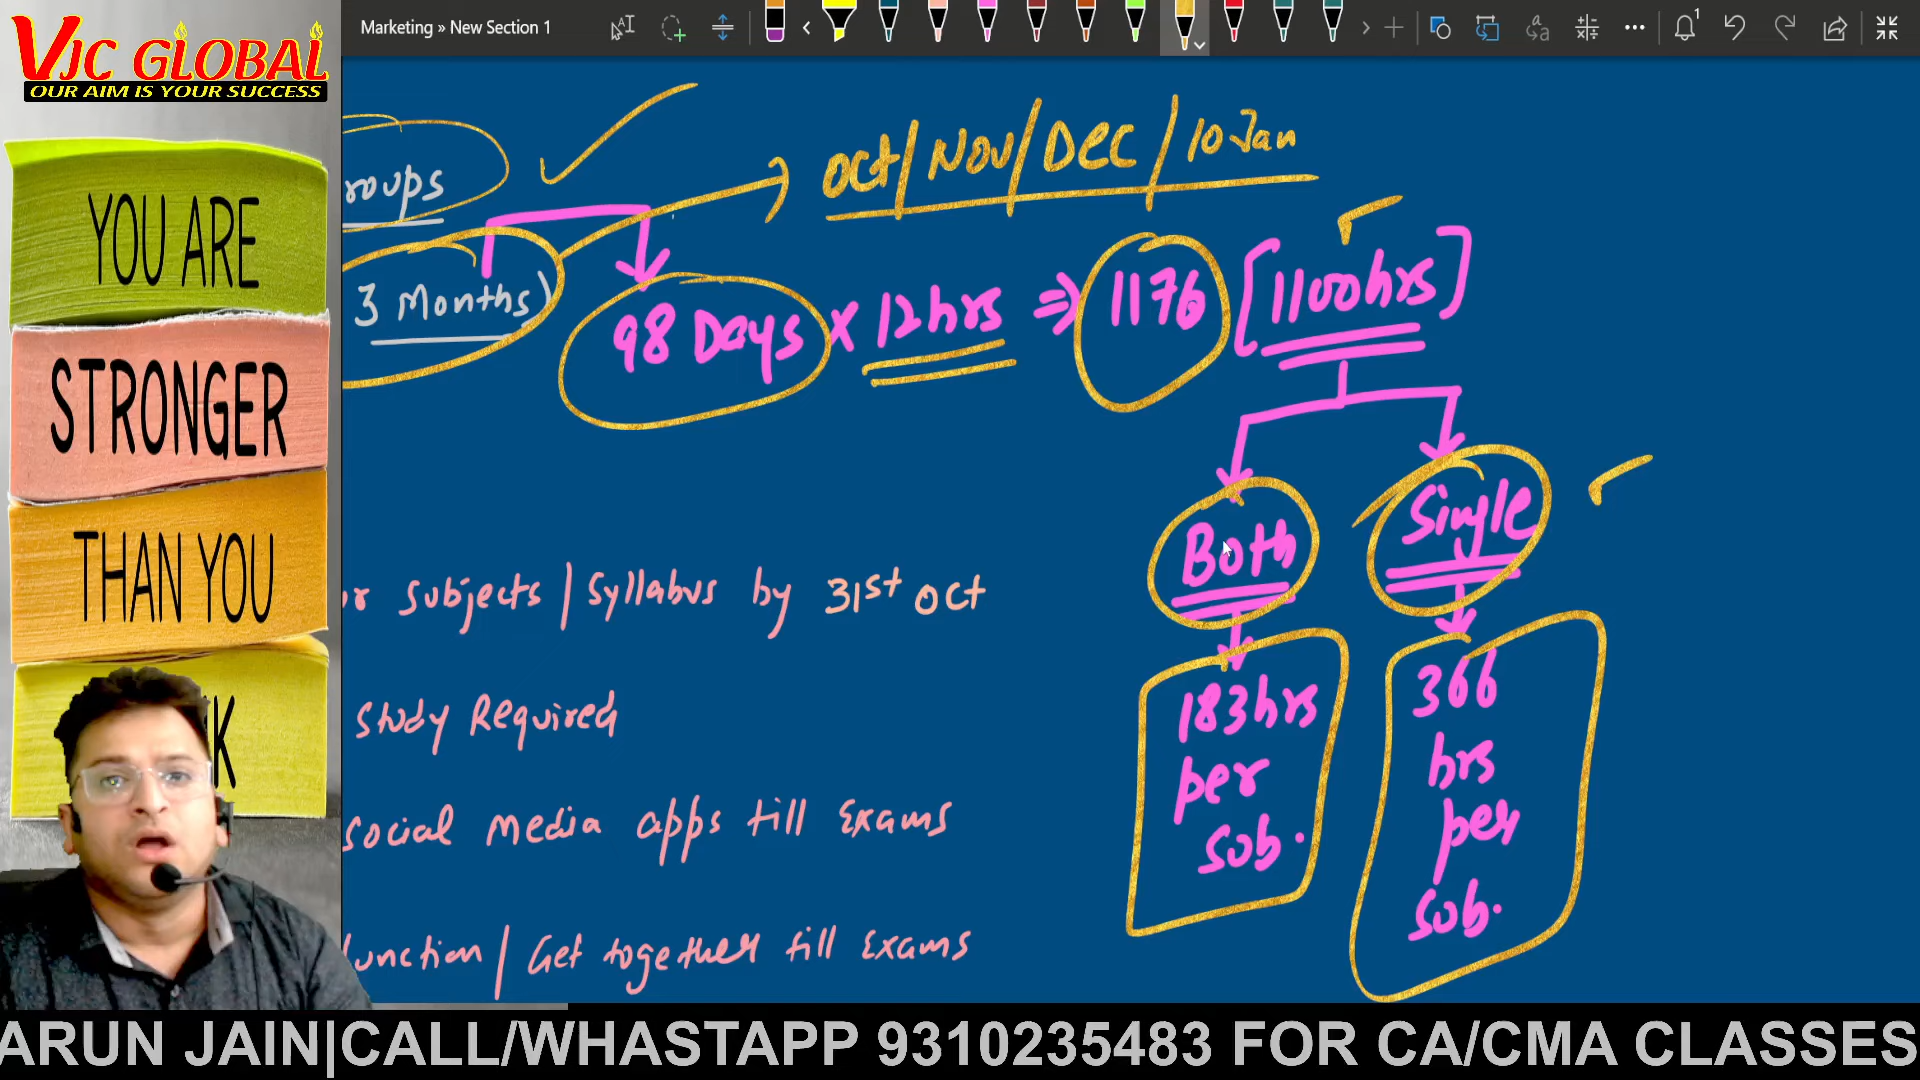 VJC GLOBAL
OUR AIM IS YOUR SUCCESS
Marketing » New Section 1
YOU ARE
STRONGER
THAN YOU
K
roups
Oct/Nov/Dec/10 Jan
3 Months)
98 Days x 12hrs ⇒ 1176 [1100hrs]
Both
Single
183hrs
per
sub.
366
hrs
per
sub.
or subjects/syllabus by 31st Oct
study Required
social media apps till Exams
unction/Get together till Exams
ARUN JAIN|CALL/WHASTAPP 9310235483 FOR CA/CMA CLASSES